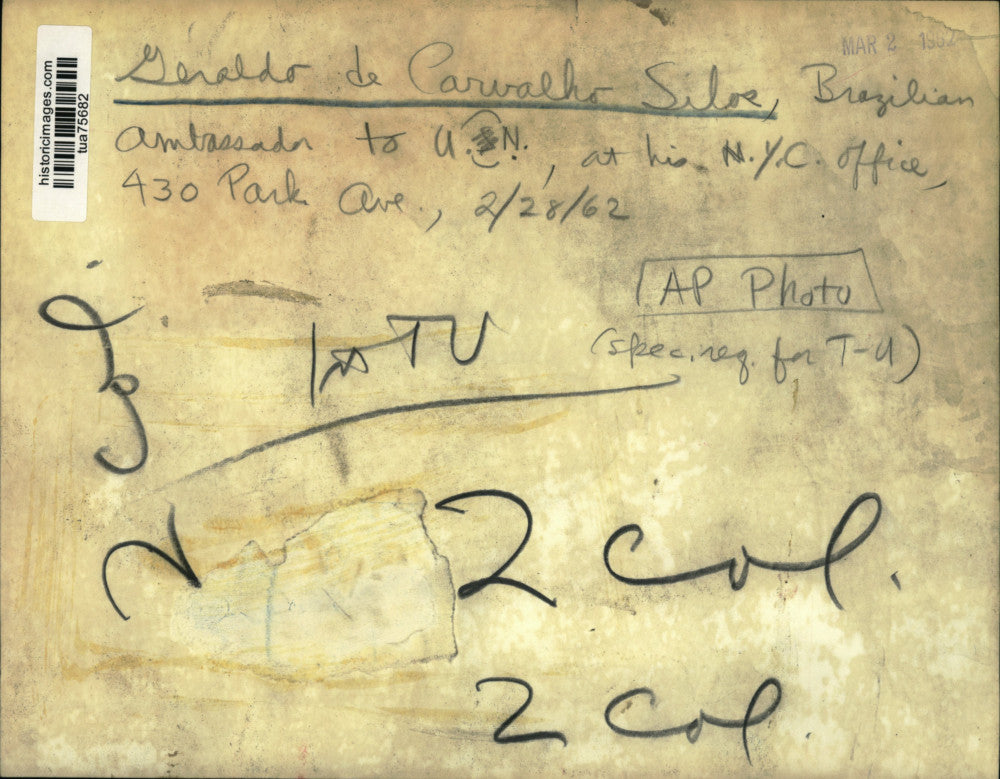 historicimages.com
tua75682
MAR 2 1962
Geraldo de Carvalho Silos, Brazilian
ambassador to U.N., at his N.Y.C. office,
430 Park Ave., 2/28/62
AP Photo
(spec. req. for T-U)
TU
2 col.
2 col.